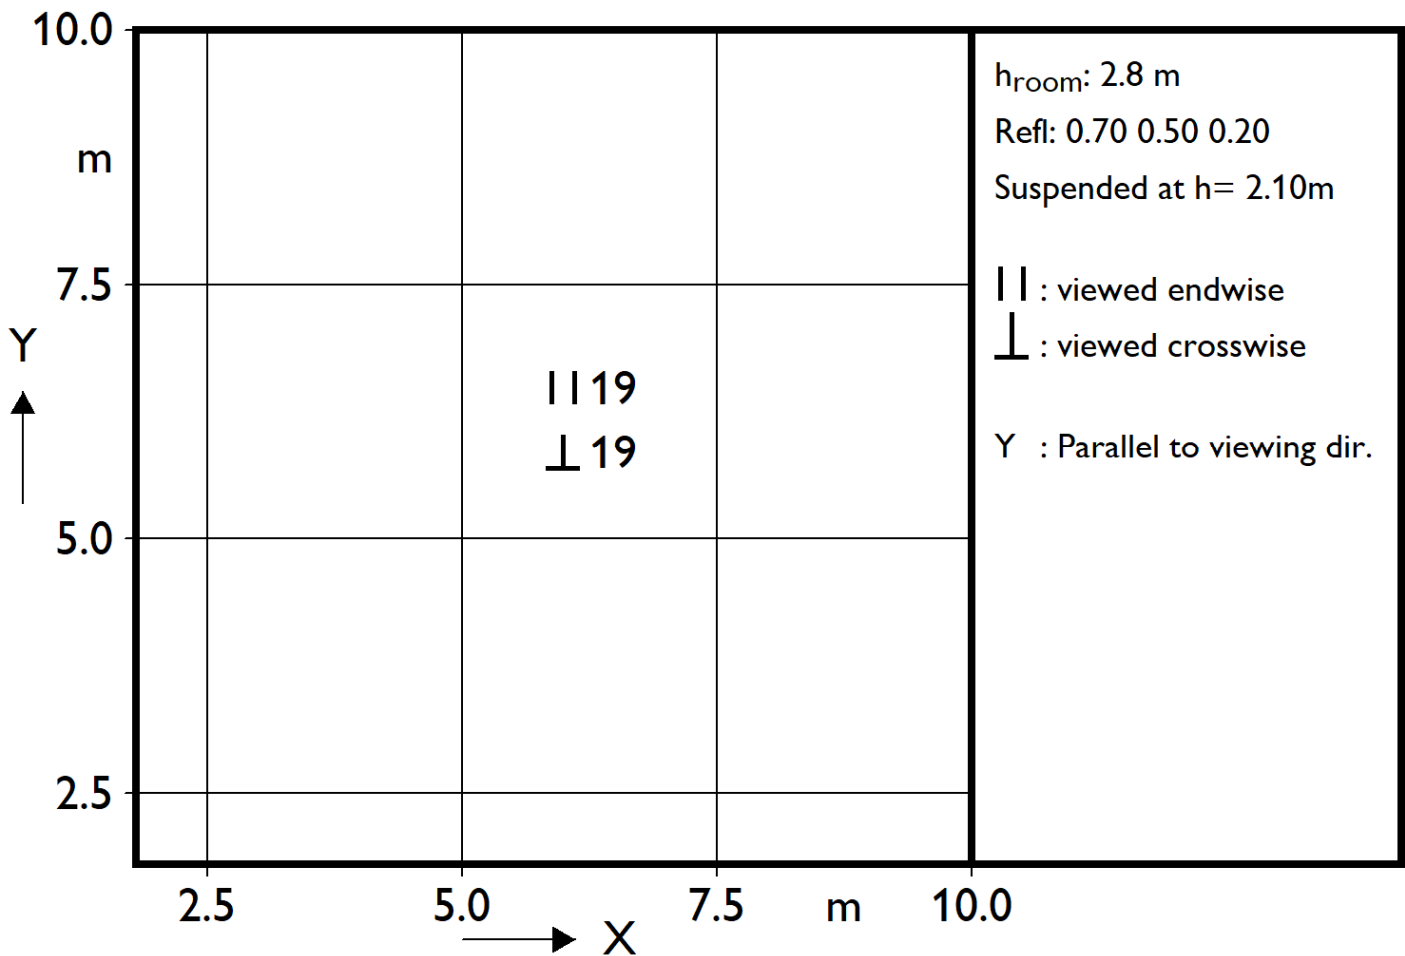 10.0
m
7.5
Y
5.0
2.5
2.5 5.0 7.5 m 10.0
X
|| 19
⊥ 19
hroom: 2.8 m
Refl: 0.70 0.50 0.20
Suspended at h= 2.10m
|| : viewed endwise
⊥ : viewed crosswise
Y : Parallel to viewing dir.